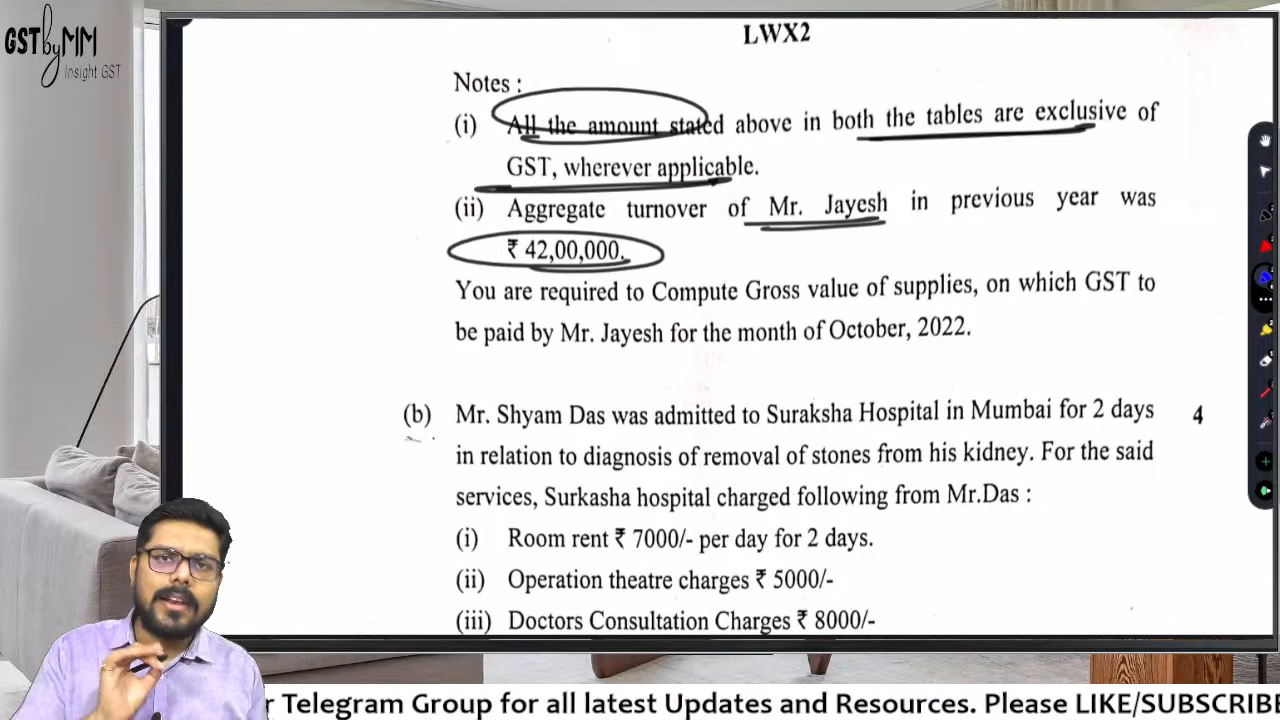 GSTbyMM
Insight GST
LWX2
Notes :
(i) All the amount stated above in both the tables are exclusive of
GST, wherever applicable.
(ii) Aggregate turnover of Mr. Jayesh in previous year was
₹ 42,00,000.
You are required to Compute Gross value of supplies, on which GST to
be paid by Mr. Jayesh for the month of October, 2022.
(b) Mr. Shyam Das was admitted to Suraksha Hospital in Mumbai for 2 days 4
in relation to diagnosis of removal of stones from his kidney. For the said
services, Surkasha hospital charged following from Mr.Das :
(i) Room rent ₹ 7000/- per day for 2 days.
(ii) Operation theatre charges ₹ 5000/-
(iii) Doctors Consultation Charges ₹ 8000/-
r Telegram Group for all latest Updates and Resources. Please LIKE/SUBSCRIBE